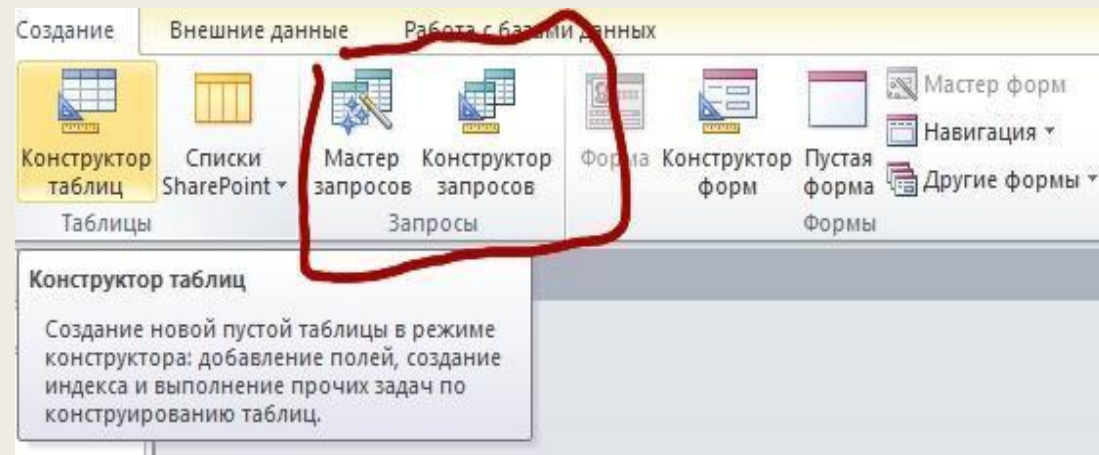 Создание Внешние данные Работа с базами данных
Конструктор таблиц
Списки SharePoint
Таблицы
Мастер запросов
Конструктор запросов
Запросы
Форма
Конструктор форм
Пустая форма
Мастер форм
Навигация
Другие формы
Формы
Конструктор таблиц
Создание новой пустой таблицы в режиме
конструктора: добавление полей, создание
индекса и выполнение прочих задач по
конструированию таблиц.